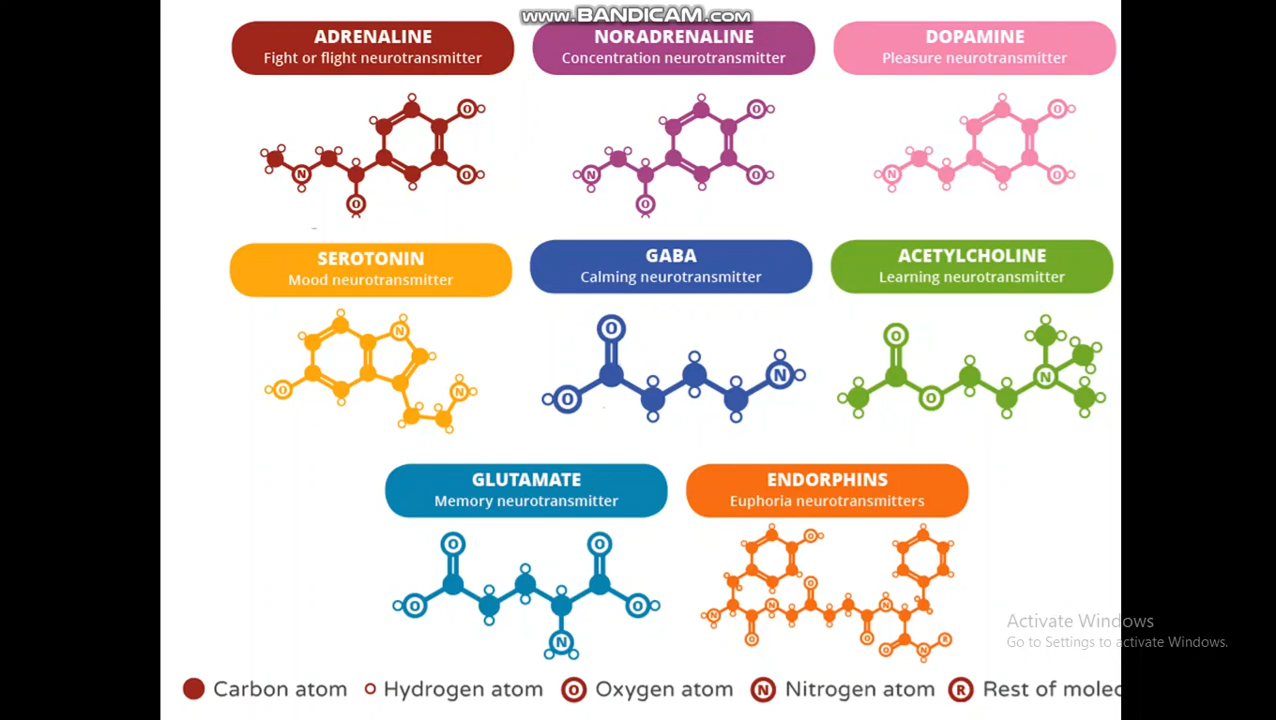 www.BANDICAM.com
ADRENALINE
Fight or flight neurotransmitter
NORADRENALINE
Concentration neurotransmitter
DOPAMINE
Pleasure neurotransmitter
O
O
N
O
O
O
N
O
O
O
N
SEROTONIN
Mood neurotransmitter
GABA
Calming neurotransmitter
ACETYLCHOLINE
Learning neurotransmitter
N
O
N
O
O
N
O
O
N
GLUTAMATE
Memory neurotransmitter
ENDORPHINS
Euphoria neurotransmitters
O
O
O
O
N
O
O
N
N
N
O
O
O
N
R
Activate Windows
Go to Settings to activate Windows.
Carbon atom
Hydrogen atom
O Oxygen atom
N Nitrogen atom
R Rest of molec